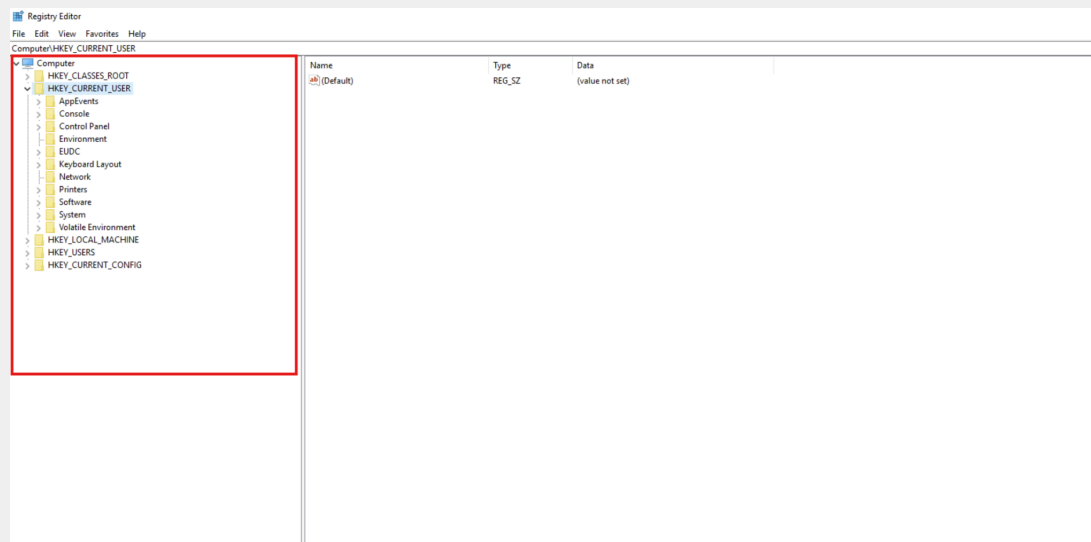 Registry Editor
File Edit View Favorites Help
Computer\HKEY_CURRENT_USER
Computer
HKEY_CLASSES_ROOT
HKEY_CURRENT_USER
AppEvents
Console
Control Panel
Environment
EUDC
Keyboard Layout
Network
Printers
Software
System
Volatile Environment
HKEY_LOCAL_MACHINE
HKEY_USERS
HKEY_CURRENT_CONFIG
Name Type Data
ab (Default) REG_SZ (value not set)